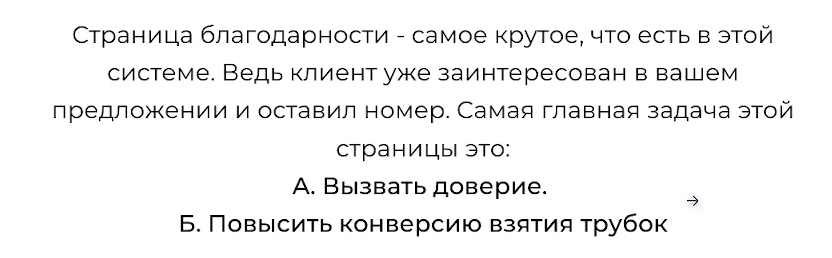 Страница благодарности - самое крутое, что есть в этой
системе. Ведь клиент уже заинтересован в вашем
предложении и оставил номер. Самая главная задача этой
страницы это:
А. Вызвать доверие.
Б. Повысить конверсию взятия трубок